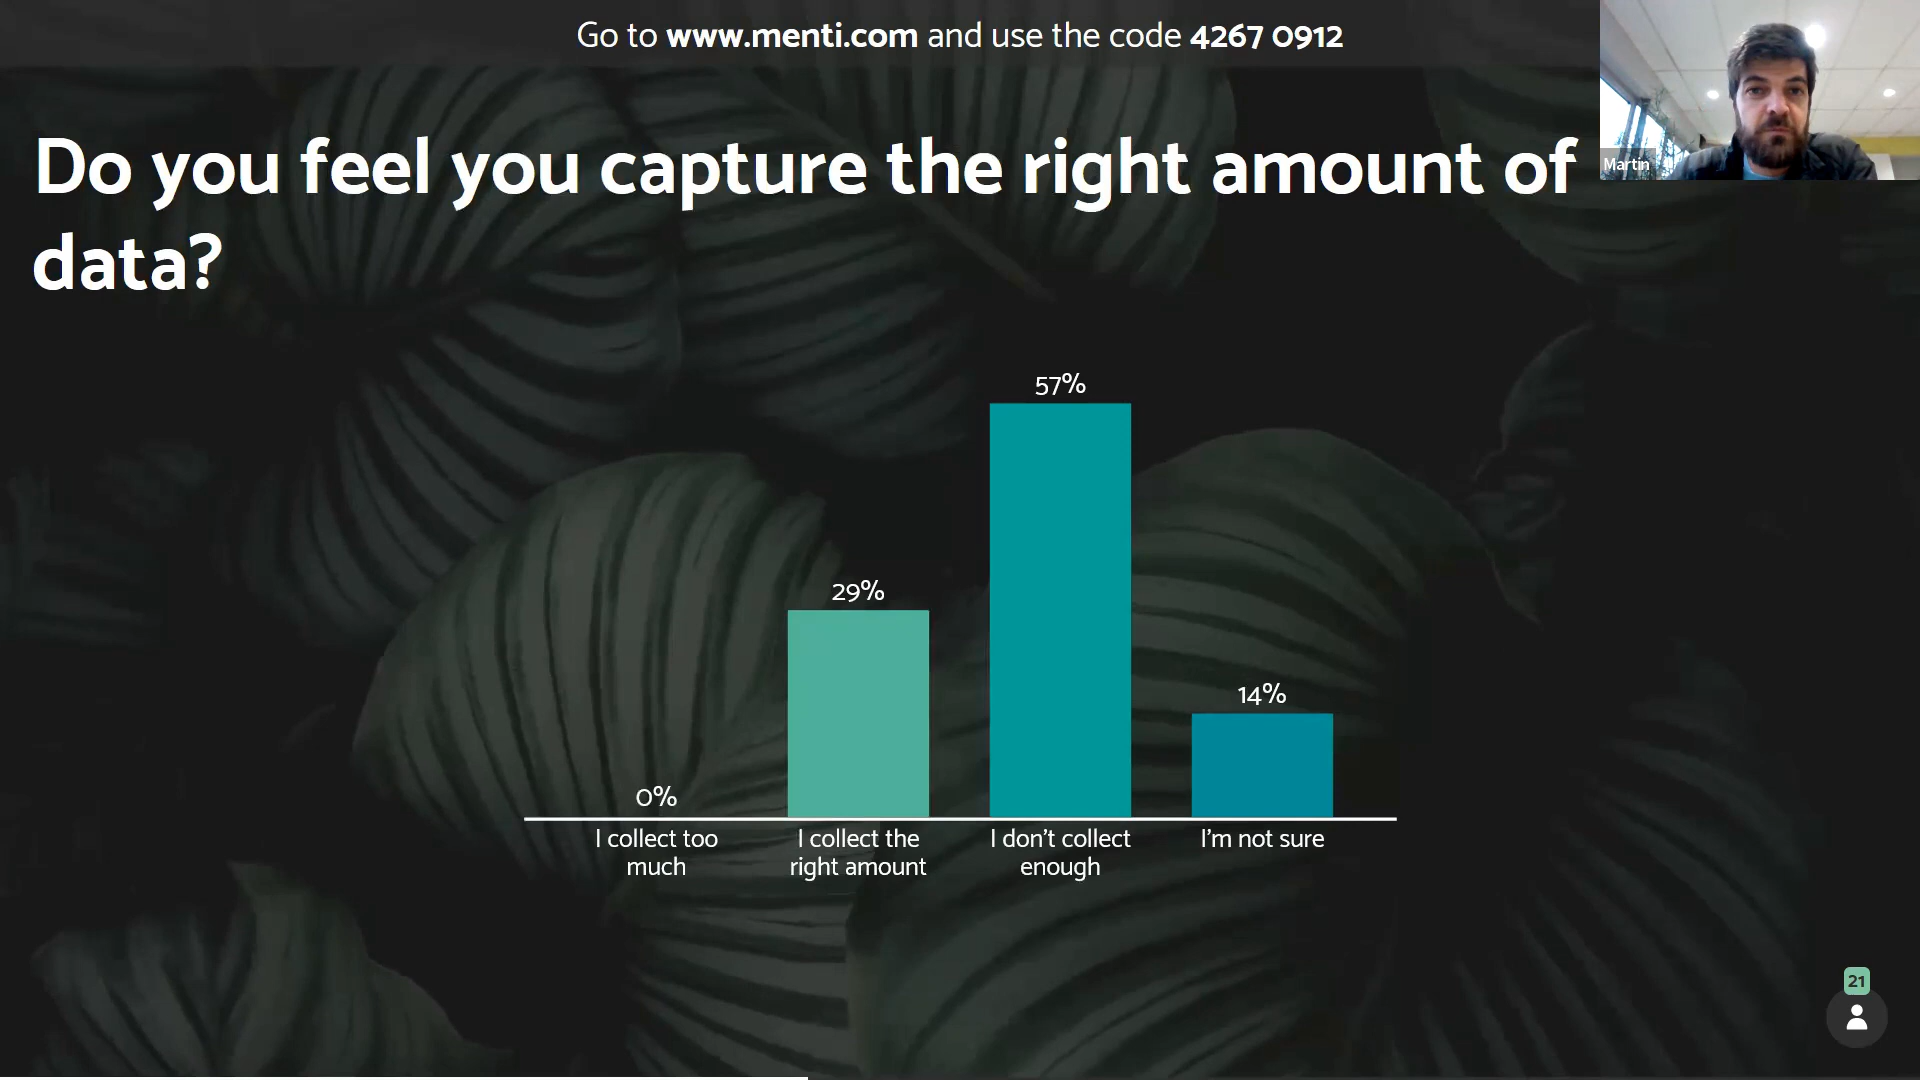 Go to www.menti.com and use the code 4267 0912
Martin
Do you feel you capture the right amount of
data?
57%
29%
14%
0%
I collect too
much
I collect the
right amount
I don't collect
enough
I'm not sure
21